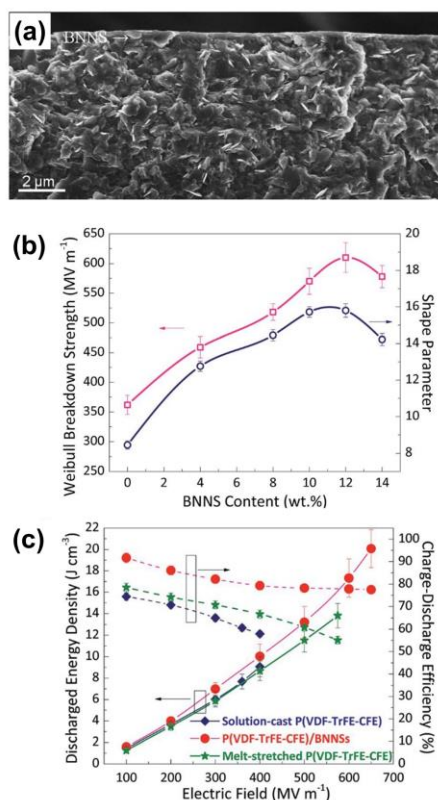 (a)
BNNS
2 μm
(b)
Weibull Breakdown Strength (MV m⁻¹)
650
600
550
500
450
400
350
300
250
20
18
16
14
12
10
8
Shape Parameter
0 2 4 6 8 10 12 14
BNNS Content (wt.%)
(c)
Discharged Energy Density (J cm⁻³)
22
20
18
16
14
12
10
8
6
4
2
0
100
90
80
70
60
50
40
30
20
10
0
Charge-Discharge Efficiency (%)
Solution-cast P(VDF-TrFE-CFE)
P(VDF-TrFE-CFE)/BNNSs
Melt-stretched P(VDF-TrFE-CFE)
100 200 300 400 500 600 700
Electric Field (MV m⁻¹)